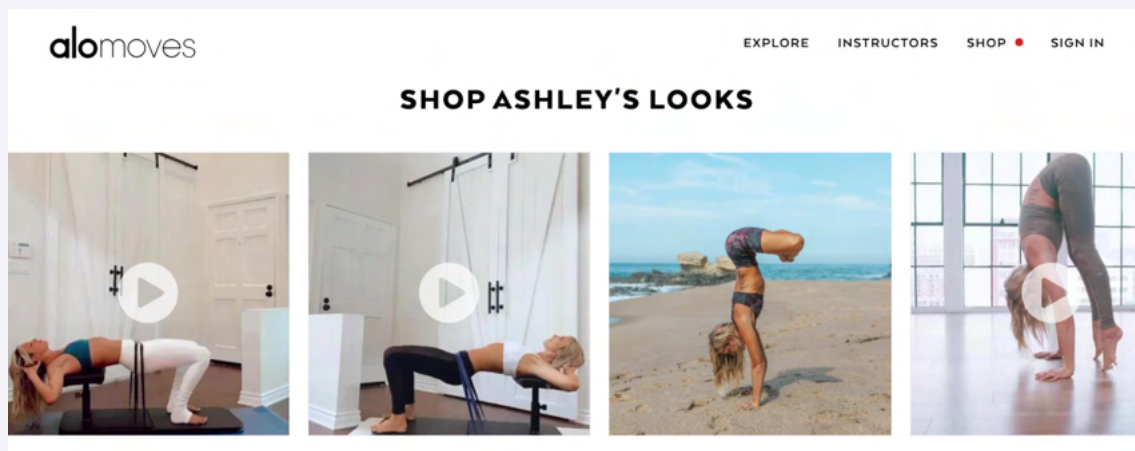 alomoves
EXPLORE INSTRUCTORS SHOP SIGN IN
SHOP ASHLEY'S LOOKS